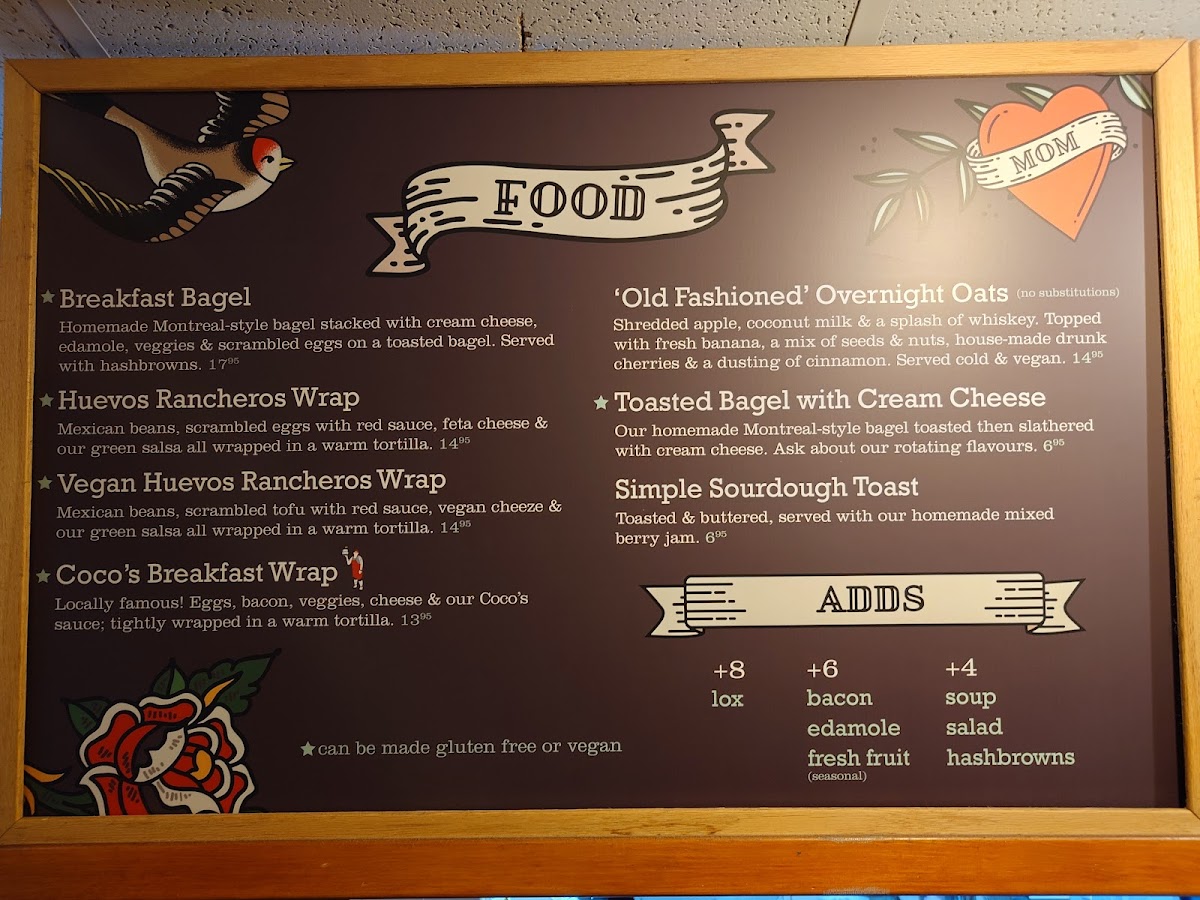 FOOD
MOM
★Breakfast Bagel
Homemade Montreal-style bagel stacked with cream cheese,
edamole, veggies & scrambled eggs on a toasted bagel. Served
with hashbrowns. 17⁹⁵
★Huevos Rancheros Wrap
Mexican beans, scrambled eggs with red sauce, feta cheese &
our green salsa all wrapped in a warm tortilla. 14⁹⁵
★Vegan Huevos Rancheros Wrap
Mexican beans, scrambled tofu with red sauce, vegan cheeze &
our green salsa all wrapped in a warm tortilla. 14⁹⁵
★Coco's Breakfast Wrap
Locally famous! Eggs, bacon, veggies, cheese & our Coco's
sauce; tightly wrapped in a warm tortilla. 13⁹⁵
★can be made gluten free or vegan
'Old Fashioned' Overnight Oats (no substitutions)
Shredded apple, coconut milk & a splash of whiskey. Topped
with fresh banana, a mix of seeds & nuts, house-made drunk
cherries & a dusting of cinnamon. Served cold & vegan. 14⁹⁵
★Toasted Bagel with Cream Cheese
Our homemade Montreal-style bagel toasted then slathered
with cream cheese. Ask about our rotating flavours. 6⁹⁵
Simple Sourdough Toast
Toasted & buttered, served with our homemade mixed
berry jam. 6⁹⁵
ADDS
+8
lox
+6
bacon
edamole
fresh fruit
(seasonal)
+4
soup
salad
hashbrowns